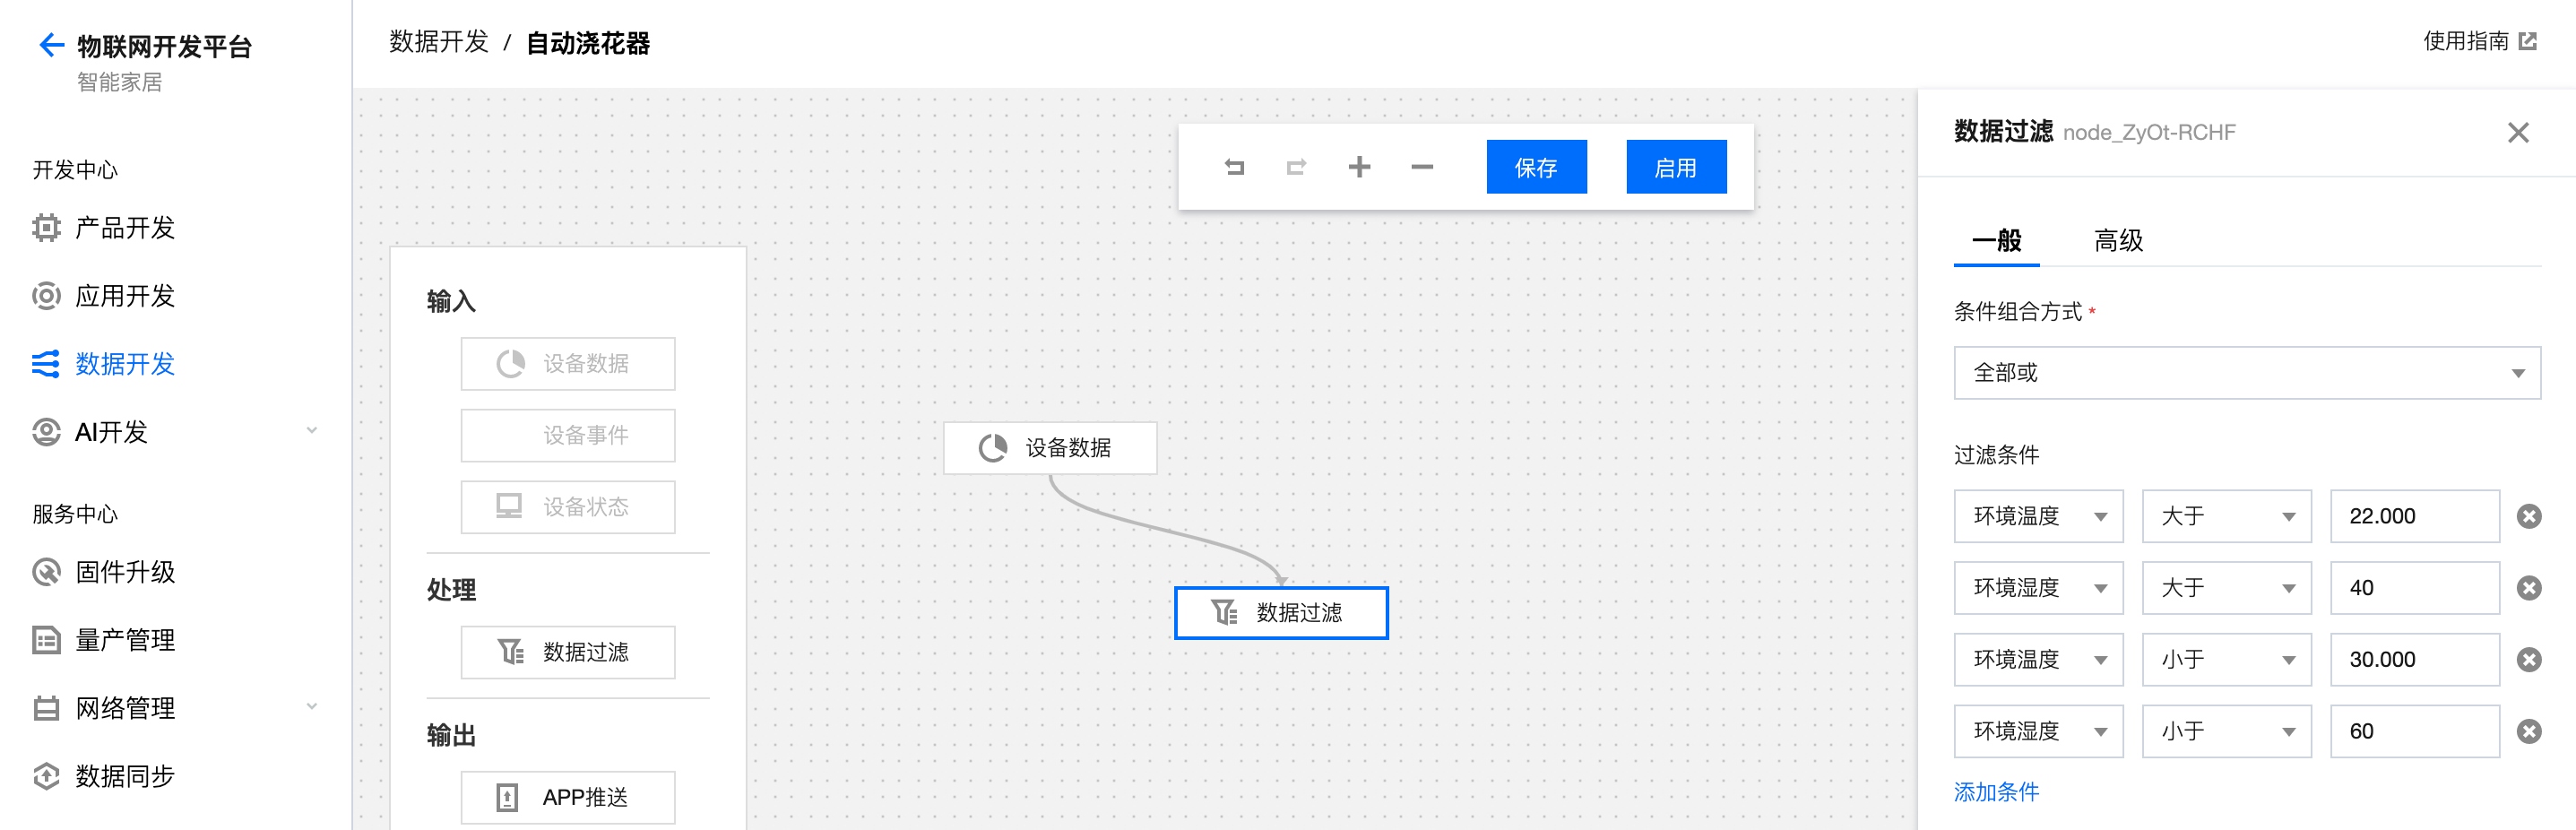 物联网开发平台
智能家居
开发中心
产品开发
应用开发
数据开发
AI开发
服务中心
固件升级
量产管理
网络管理
数据同步
数据开发 / 自动浇花器
使用指南
保存
启用
输入
设备数据
设备事件
设备状态
处理
数据过滤
输出
APP推送
设备数据
数据过滤
数据过滤 node_ZyOt-RCHF
一般 高级
条件组合方式 *
全部或
过滤条件
环境温度 大于 22.000
环境湿度 大于 40
环境温度 小于 30.000
环境湿度 小于 60
添加条件